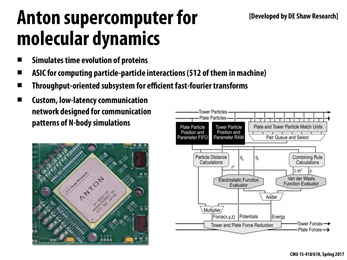 Anton supercomputer for
molecular dynamics
[Developed by DE Shaw Research]
Simulates time evolution of proteins
ASIC for computing particle-particle interactions (512 of them in machine)
Throughput-oriented subsystem for efficient fast-fourier transforms
Custom, low-latency communication
network designed for communication
patterns of N-body simulations
ANTON
Tower Particles
Plate Particles
Plate Particle
Position and
Parameter FIFO
Tower Particle
Position and
Parameter RAM
Plate and Tower Particle Match Units
Pair Queue and Select
Particle Distance
Calculations
Combining Rule
Calculations
Electrostatic Function
Evaluator
Van der Waals
Function Evaluator
Adder
Multiplier
Force(x,y,z)
Potentials
Energy
Tower and Plate Force Reduction
Tower Forces
Plate Forces
CMU 15-418/618, Spring 2017